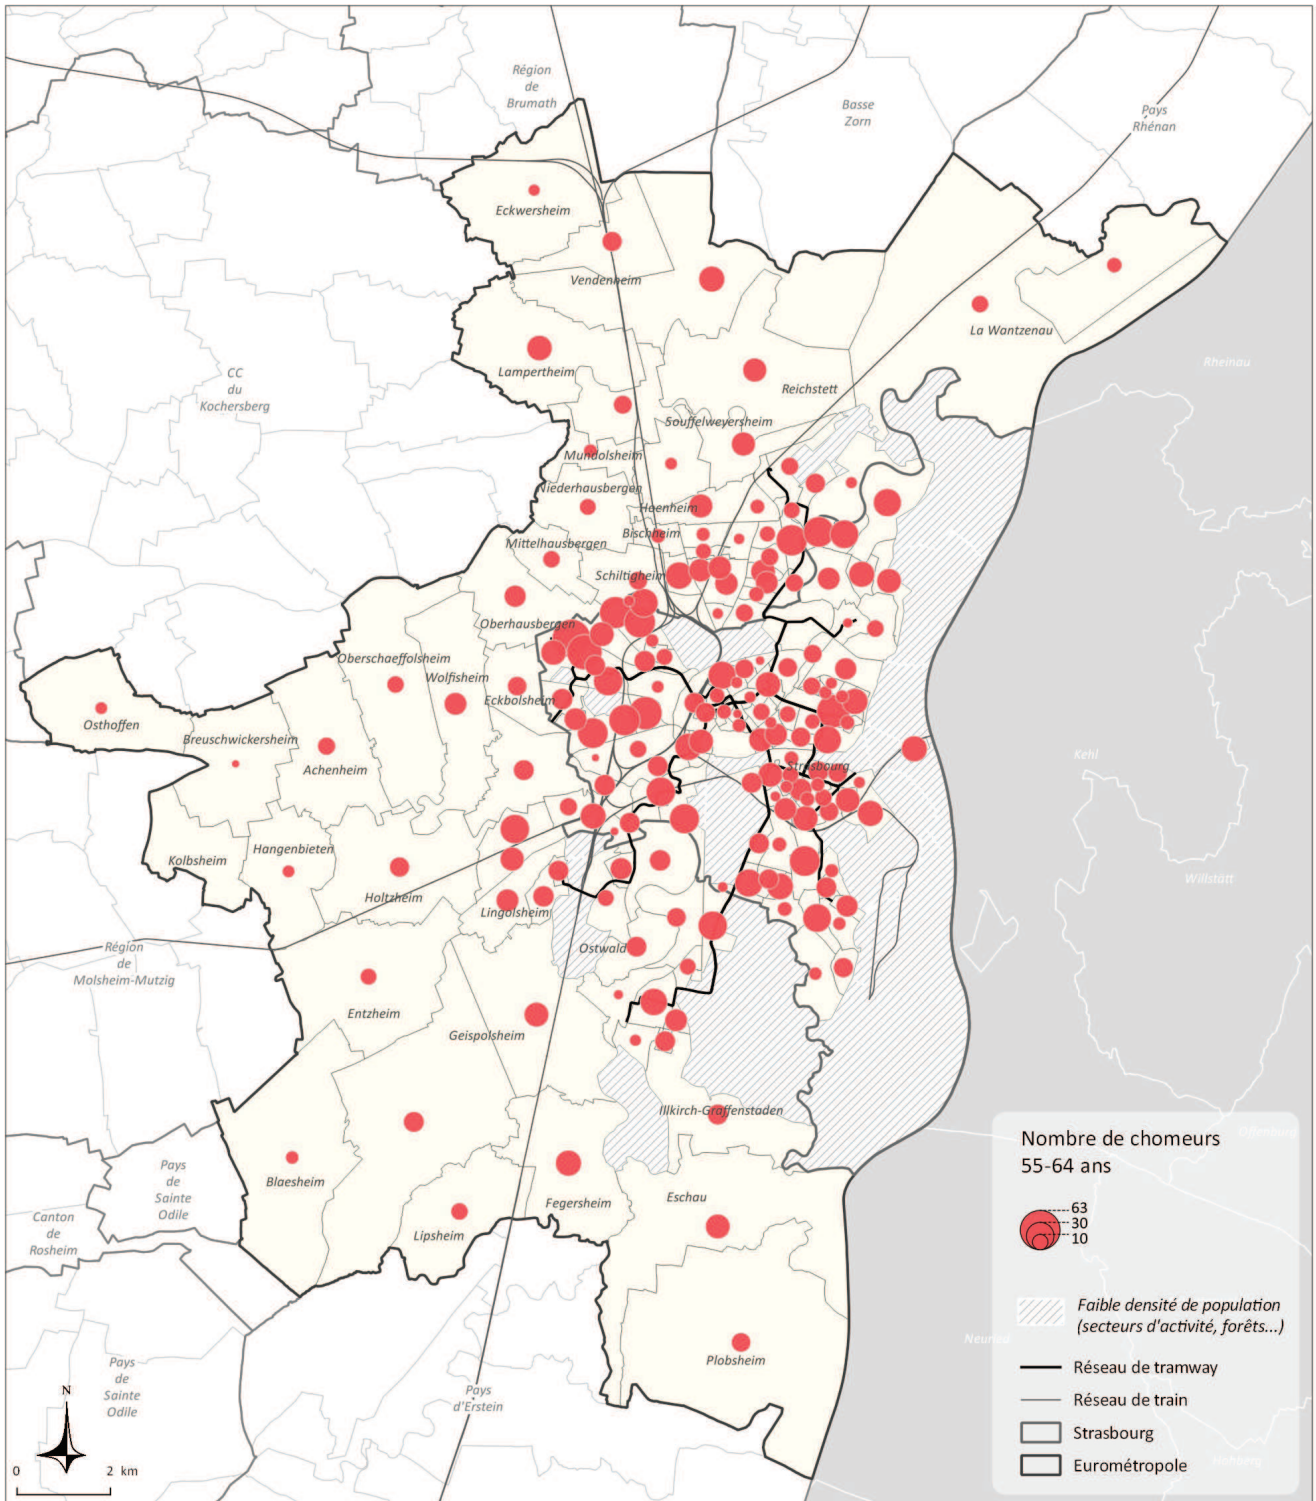 Région
de
Brumath
Basse
Zorn
Pays
Rhénan
Eckwersheim
Vendenheim
La Wantzenau
Rheinau
CC
du
Kochersberg
Lampertheim
Reichstett
Souffelweyersheim
Mundolsheim
Niederhausbergen
Hoenheim
Bischheim
Mittelhausbergen
Schiltigheim
Oberhausbergen
Oberschaeffolsheim
Wolfisheim
Eckbolsheim
Osthoffen
Breuschwickersheim
Achenheim
Strasbourg
Kehl
Hangenbieten
Kolbsheim
Holtzheim
Lingolsheim
Willstätt
Ostwald
Région
de
Molsheim-Mutzig
Entzheim
Geispolsheim
Illkirch-Graffenstaden
Offenburg
Pays
de
Sainte
Odile
Blaesheim
Canton
de
Rosheim
Lipsheim
Fegersheim
Eschau
Plobsheim
Pays
de
Sainte
Odile
Pays
d'Erstein
Neuried
Hohberg
N
0 2 km
Nombre de chomeurs
55-64 ans
63
30
10
Faible densité de population
(secteurs d'activité, forêts...)
Réseau de tramway
Réseau de train
Strasbourg
Eurométropole